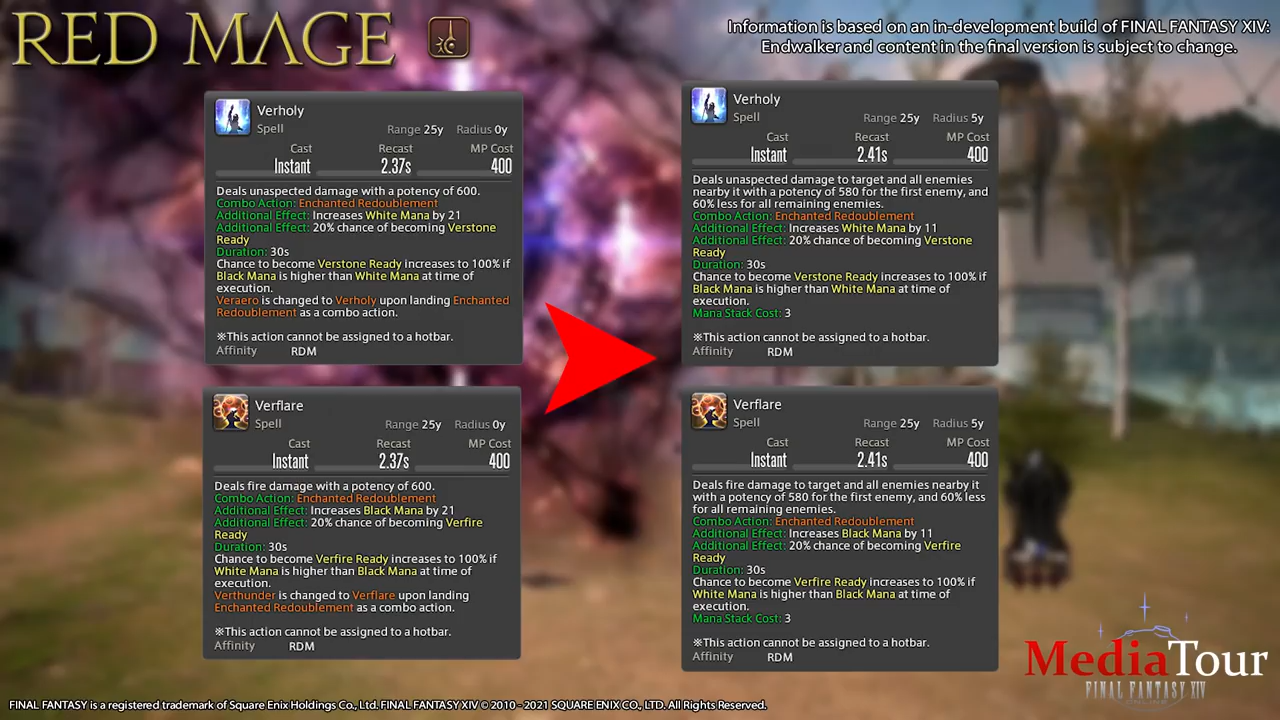 RED MAGE
Information is based on an in-development build of FINAL FANTASY XIV:
Endwalker and content in the final version is subject to change.
Verholy
Spell
Range 25y Radius 0y
Cast Recast MP Cost
Instant 2.37s 400
Deals unaspected damage with a potency of 600.
Combo Action: Enchanted Redoublement
Additional Effect: Increases White Mana by 21
Additional Effect: 20% chance of becoming Verstone
Ready
Duration: 30s
Chance to become Verstone Ready increases to 100% if
Black Mana is higher than White Mana at time of
execution.
Veraero is changed to Verholy upon landing Enchanted
Redoublement as a combo action.
※This action cannot be assigned to a hotbar.
Affinity RDM
Verholy
Spell
Range 25y Radius 5y
Cast Recast MP Cost
Instant 2.41s 400
Deals unaspected damage to target and all enemies
nearby it with a potency of 580 for the first enemy, and
60% less for all remaining enemies.
Combo Action: Enchanted Redoublement
Additional Effect: Increases White Mana by 11
Additional Effect: 20% chance of becoming Verstone
Ready
Duration: 30s
Chance to become Verstone Ready increases to 100% if
Black Mana is higher than White Mana at time of
execution.
Mana Stack Cost: 3
※This action cannot be assigned to a hotbar.
Affinity RDM
Verflare
Spell
Range 25y Radius 0y
Cast Recast MP Cost
Instant 2.37s 400
Deals fire damage with a potency of 600.
Combo Action: Enchanted Redoublement
Additional Effect: Increases Black Mana by 21
Additional Effect: 20% chance of becoming Verfire
Ready
Duration: 30s
Chance to become Verfire Ready increases to 100% if
White Mana is higher than Black Mana at time of
execution.
Verthunder is changed to Verflare upon landing
Enchanted Redoublement as a combo action.
※This action cannot be assigned to a hotbar.
Affinity RDM
Verflare
Spell
Range 25y Radius 5y
Cast Recast MP Cost
Instant 2.41s 400
Deals fire damage to target and all enemies nearby it
with a potency of 580 for the first enemy, and 60% less
for all remaining enemies.
Combo Action: Enchanted Redoublement
Additional Effect: Increases Black Mana by 11
Additional Effect: 20% chance of becoming Verfire
Ready
Duration: 30s
Chance to become Verfire Ready increases to 100% if
White Mana is higher than Black Mana at time of
execution.
Mana Stack Cost: 3
※This action cannot be assigned to a hotbar.
Affinity RDM
MediaTour
FINAL FANTASY XIV
ONLINE
FINAL FANTASY is a registered trademark of Square Enix Holdings Co., Ltd. FINAL FANTASY XIV © 2010 - 2021 SQUARE ENIX CO., LTD. All Rights Reserved.